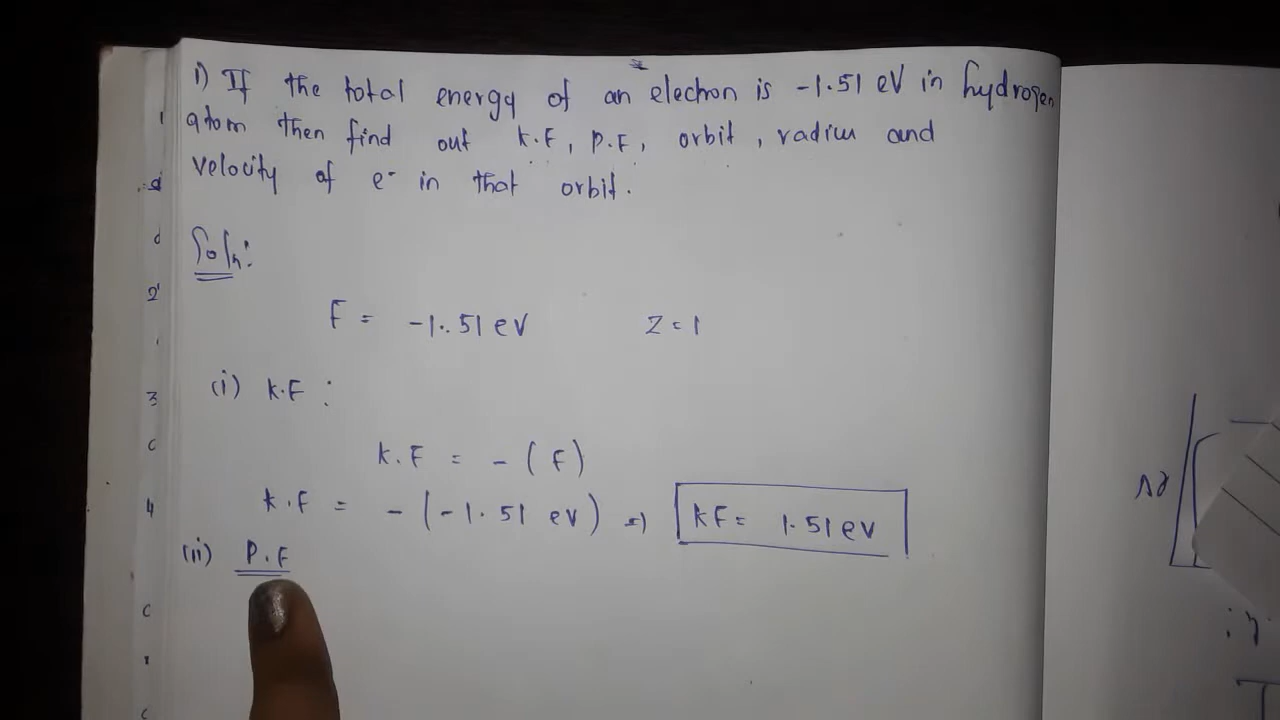 1) If the total energy of an electron is -1.51 eV in hydrogen
atom then find out K.E, P.E, orbit, radius and
velocity of e- in that orbit.
Soln:
E = -1.51 eV Z = 1
(i) K.E :
K.E = - (E)
K.E = - (-1.51 eV) => KE = 1.51 eV
(ii) P.E